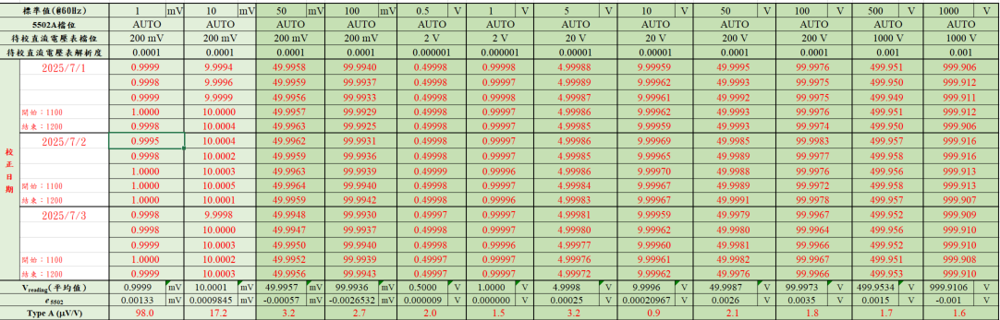 標準值(@60Hz) 1 mV 10 mV 50 mV 100 mV 0.5 V 1 V 5 V 10 V 50 V 100 V 500 V 1000 V
5502A檔位 AUTO AUTO AUTO AUTO AUTO AUTO AUTO AUTO AUTO AUTO AUTO AUTO
待校直流電壓表檔位 200 mV 200 mV 200 mV 200 mV 2 V 2 V 20 V 20 V 200 V 200 V 1000 V 1000 V
待校直流電壓表解析度 0.0001 0.0001 0.0001 0.0001 0.000001 0.000001 0.00001 0.00001 0.0001 0.0001 0.001 0.001
校正日期
2025/7/1 0.9999 9.9994 49.9958 99.9940 0.49998 0.99998 4.99988 9.99959 49.9995 99.9976 499.951 999.906
0.9998 9.9996 49.9959 99.9937 0.49998 0.99997 4.99989 9.99962 49.9993 99.9975 499.950 999.912
0.9999 9.9999 49.9956 99.9933 0.49998 0.99998 4.99987 9.99961 49.9992 99.9975 499.949 999.911
開始：1100 1.0000 10.0000 49.9957 99.9929 0.49998 0.99997 4.99986 9.99962 49.9993 99.9976 499.951 999.912
結束：1200 0.9998 10.0004 49.9963 99.9925 0.49998 0.99997 4.99985 9.99959 49.9993 99.9974 499.950 999.906
2025/7/2 0.9995 10.0004 49.9962 99.9931 0.49998 0.99997 4.99986 9.99969 49.9985 99.9983 499.957 999.916
0.9998 10.0002 49.9959 99.9936 0.49998 0.99997 4.99985 9.99965 49.9989 99.9977 499.958 999.916
1.0000 10.0003 49.9963 99.9939 0.49998 0.99996 4.99986 9.99970 49.9988 99.9976 499.956 999.913
開始：1100 1.0000 10.0005 49.9964 99.9940 0.49998 0.99997 4.99984 9.99967 49.9989 99.9972 499.958 999.913
結束：1200 1.0000 10.0001 49.9959 99.9942 0.49998 0.99996 4.99983 9.99967 49.9991 99.9978 499.957 999.907
2025/7/3 0.9998 9.9998 49.9948 99.9930 0.49997 0.99997 4.99981 9.99959 49.9979 99.9967 499.952 999.909
0.9998 10.0000 49.9947 99.9937 0.49998 0.99997 4.99980 9.99962 49.9980 99.9964 499.956 999.910
0.9999 10.0003 49.9950 99.9940 0.49998 0.99996 4.99977 9.99960 49.9981 99.9966 499.952 999.910
開始：1100 1.0000 10.0002 49.9952 99.9939 0.49997 0.99997 4.99976 9.99961 49.9982 99.9967 499.951 999.908
結束：1200 0.9999 10.0003 49.9956 99.9943 0.49997 0.99997 4.99972 9.99962 49.9976 99.9966 499.953 999.910
Vreading(平均值) 0.9999 mV 10.0001 mV 49.9957 mV 99.9936 mV 0.5000 V 1.0000 V 4.9998 V 9.9996 V 49.9987 V 99.9973 V 499.9534 V 999.9106 V
e5502 0.00133 mV 0.0009845 mV -0.00057 mV -0.0026532 mV 0.000009 V 0.000000 V 0.00025 V 0.00020967 V 0.0026 V 0.0035 V 0.0015 V -0.001 V
Type A (μV/V) 98.0 17.2 3.2 2.7 2.0 1.5 3.2 0.9 2.1 1.8 1.7 1.6